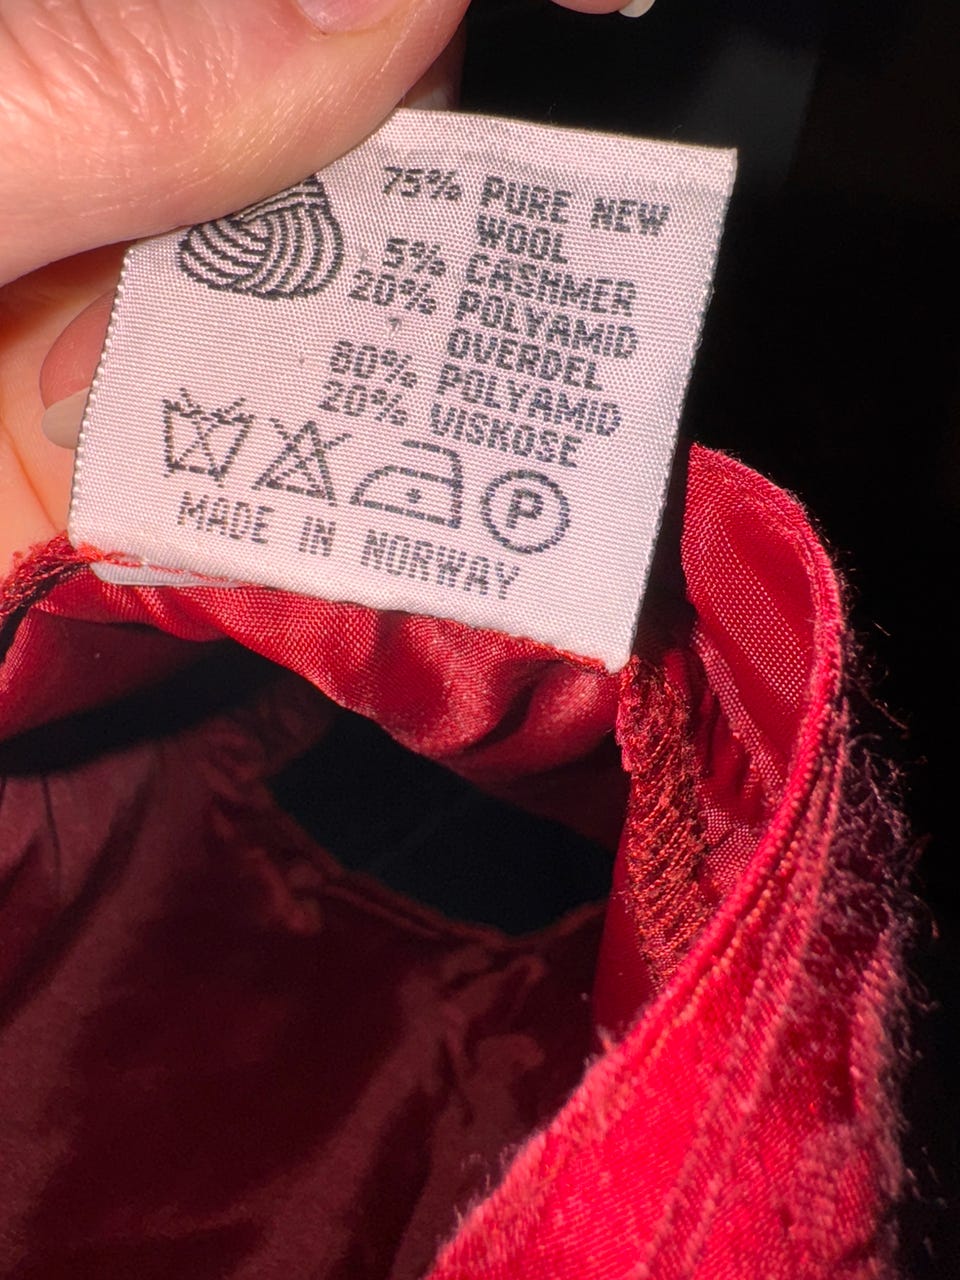 75% PURE NEW
WOOL
5% CASHMER
20% POLYAMID
OVERDEL
80% POLYAMID
20% VISKOSE
P
MADE IN NORWAY